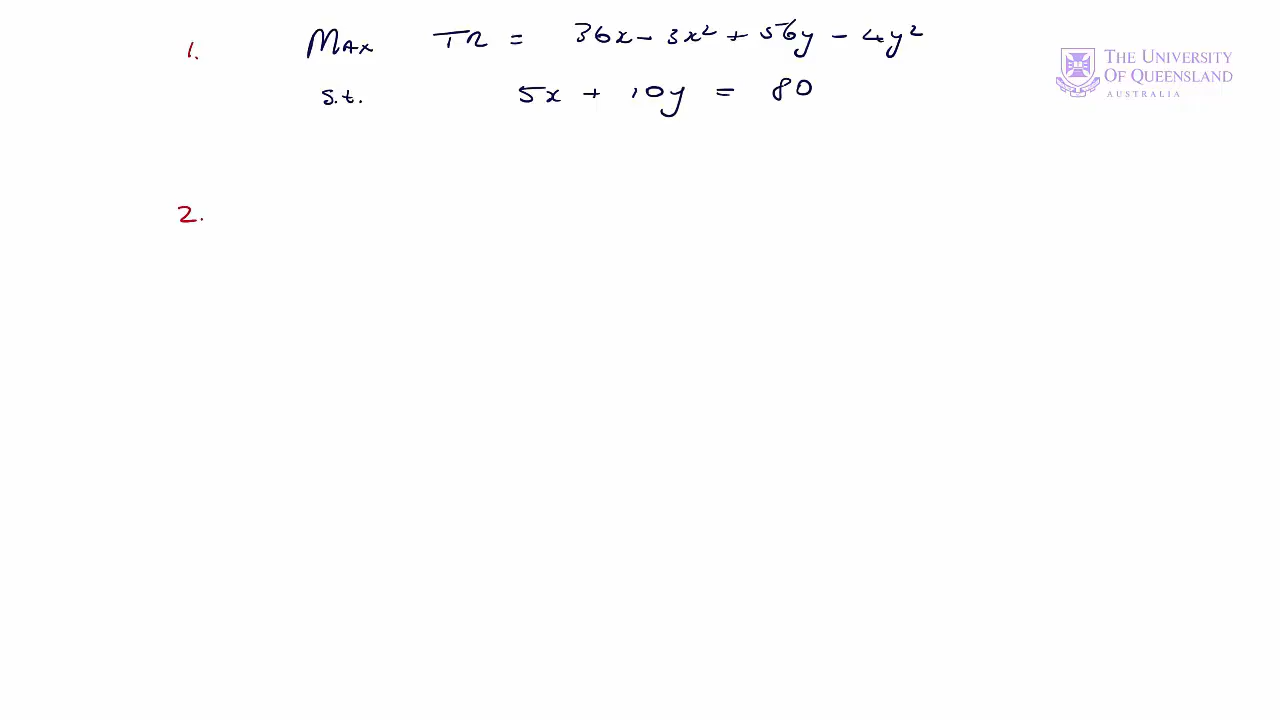 1. Max TR = 36x - 3x² + 56y - 4y²
s.t. 5x + 10y = 80
THE UNIVERSITY
OF QUEENSLAND
AUSTRALIA
2.